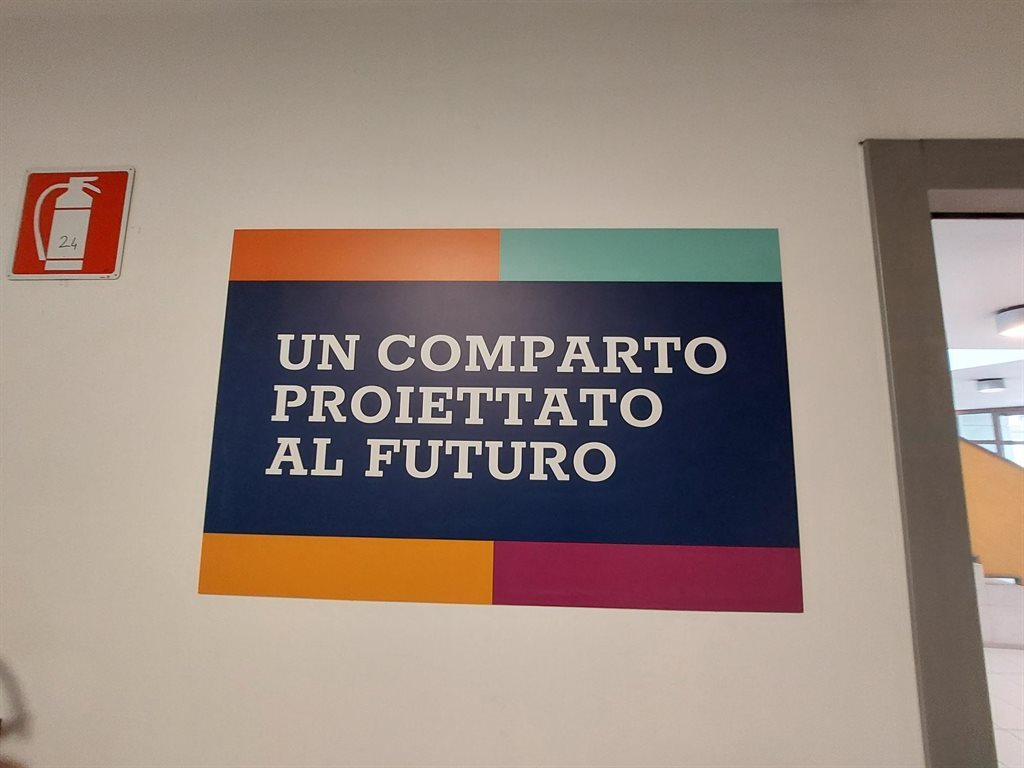 24
UN COMPARTO
PROIETTATO
AL FUTURO